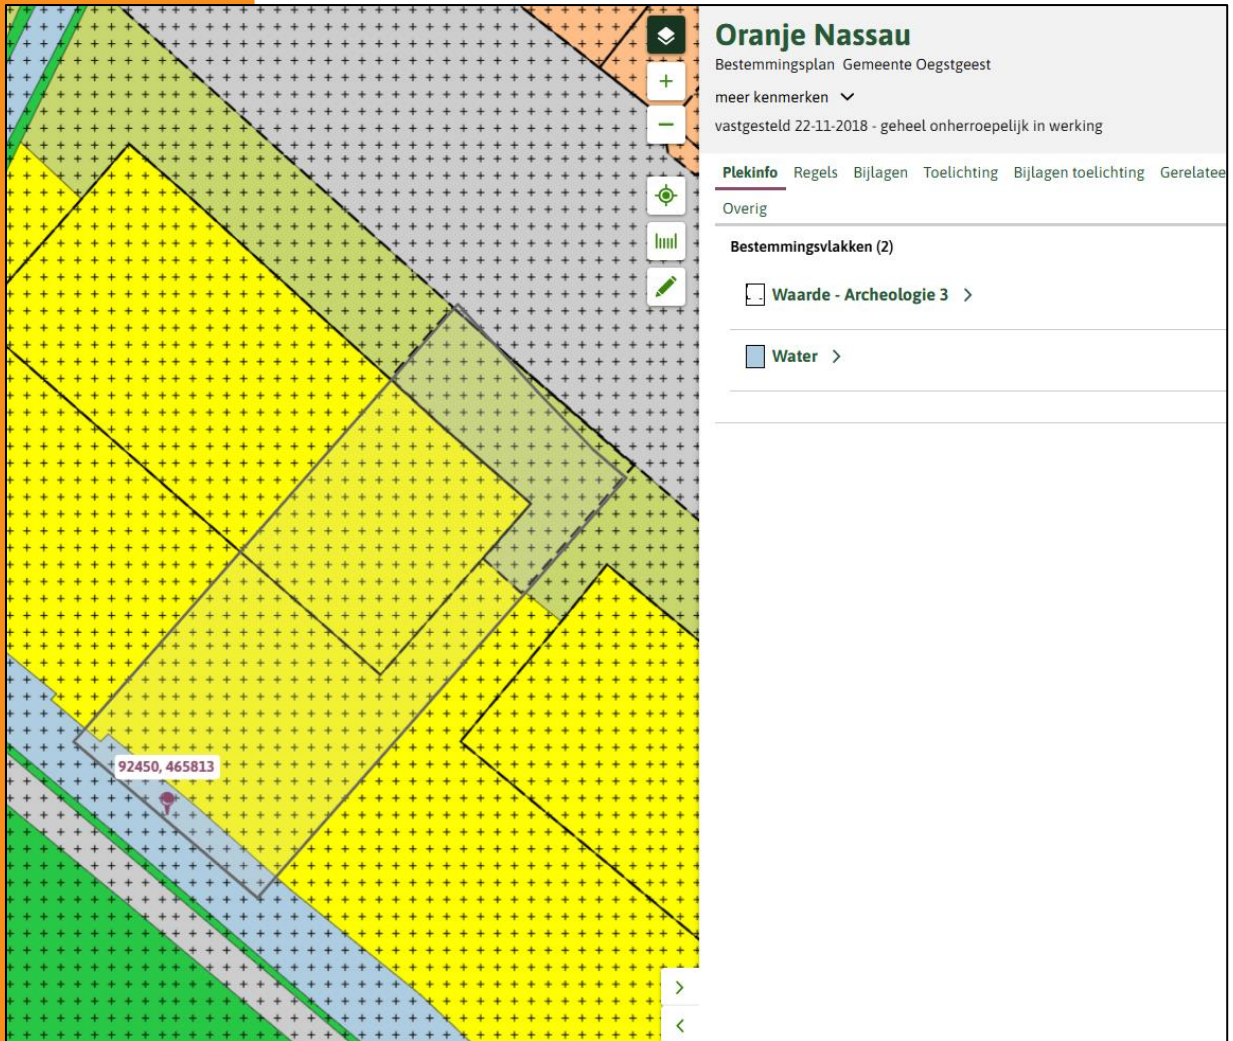 Oranje Nassau
Bestemmingsplan Gemeente Oegstgeest
meer kenmerken
vastgesteld 22-11-2018 - geheel onherroepelijk in werking
Plekinfo Regels Bijlagen Toelichting Bijlagen toelichting Gerelatee
Overig
Bestemmingsvlakken (2)
Waarde - Archeologie 3
Water
92450, 465813